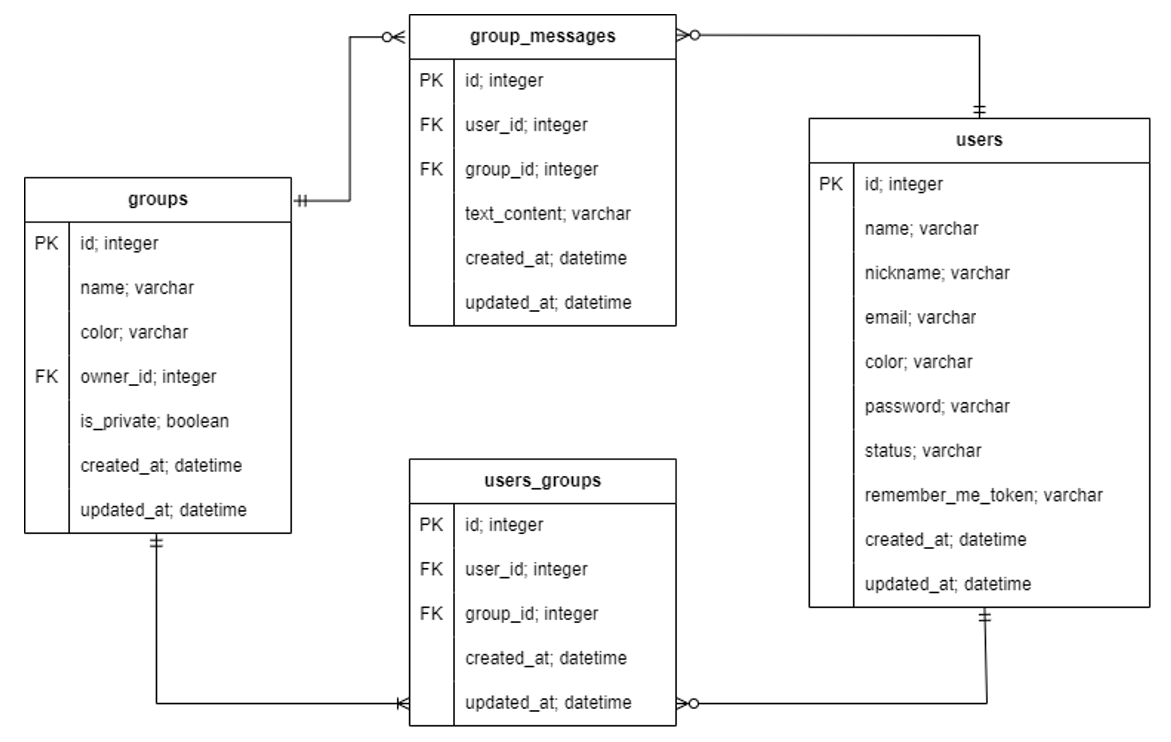 group_messages
PK id; integer
FK user_id; integer
FK group_id; integer
text_content; varchar
created_at; datetime
updated_at; datetime
users
PK id; integer
name; varchar
nickname; varchar
email; varchar
color; varchar
password; varchar
status; varchar
remember_me_token; varchar
created_at; datetime
updated_at; datetime
groups
PK id; integer
name; varchar
color; varchar
FK owner_id; integer
is_private; boolean
created_at; datetime
updated_at; datetime
users_groups
PK id; integer
FK user_id; integer
FK group_id; integer
created_at; datetime
updated_at; datetime